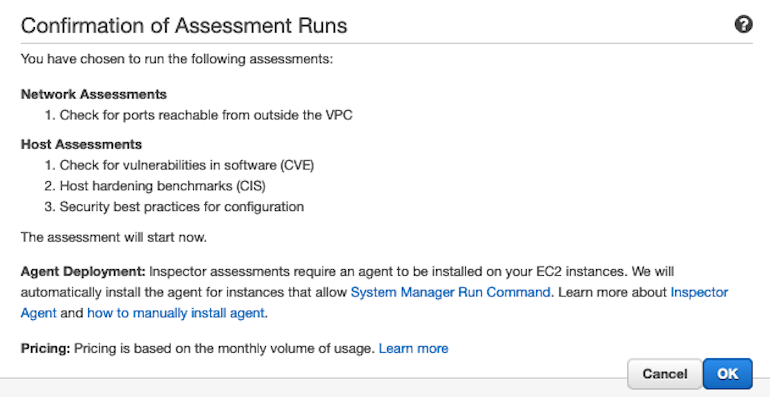 Confirmation of Assessment Runs
?
You have chosen to run the following assessments:
Network Assessments
1. Check for ports reachable from outside the VPC
Host Assessments
1. Check for vulnerabilities in software (CVE)
2. Host hardening benchmarks (CIS)
3. Security best practices for configuration
The assessment will start now.
Agent Deployment: Inspector assessments require an agent to be installed on your EC2 instances. We will
automatically install the agent for instances that allow System Manager Run Command. Learn more about Inspector
Agent and how to manually install agent.
Pricing: Pricing is based on the monthly volume of usage. Learn more
Cancel
OK